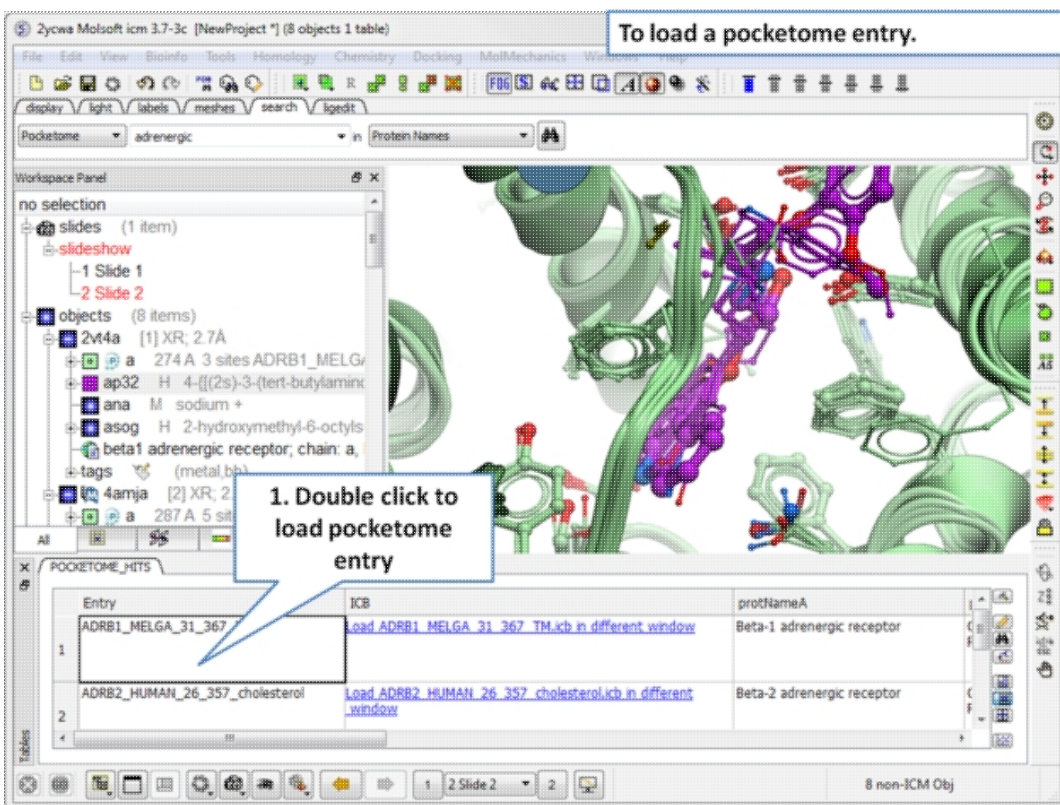 2ycwa Molsoft icm 3.7-3c [NewProject *] (8 objects 1 table)
To load a pocketome entry.
File Edit View Bioinfo Tools Homology Chemistry Docking MolMechanics Windows Help
display light labels meshes search ligedit
Pocketome adrenergic in Protein Names
Workspace Panel
no selection
slides (1 item)
slideshow
1 Slide 1
2 Slide 2
objects (8 items)
2vt4a [1] XR; 2.7Å
a 274 A 3 sites ADRB1_MELGA
ap32 H 4-{[(2s)-3-(tert-butylamino
ana M sodium +
asog H 2-hydroxymethyl-6-octyls
beta1 adrenergic receptor; chain: a,
tags (metal,bb)
4amja [2] XR; 2.
a 287 A 5 sit
1. Double click to
load pocketome
entry
All
POCKETOME_HITS
Entry ICB protNameA
1 ADRB1_MELGA_31_367 Load ADRB1_MELGA_31_367_TM.icb in different window Beta-1 adrenergic receptor
2 ADRB2_HUMAN_26_357_cholesterol Load ADRB2_HUMAN_26_357_cholesterol.icb in different
window Beta-2 adrenergic receptor
Tables
1 2 Slide 2 2 8 non-ICM Obj